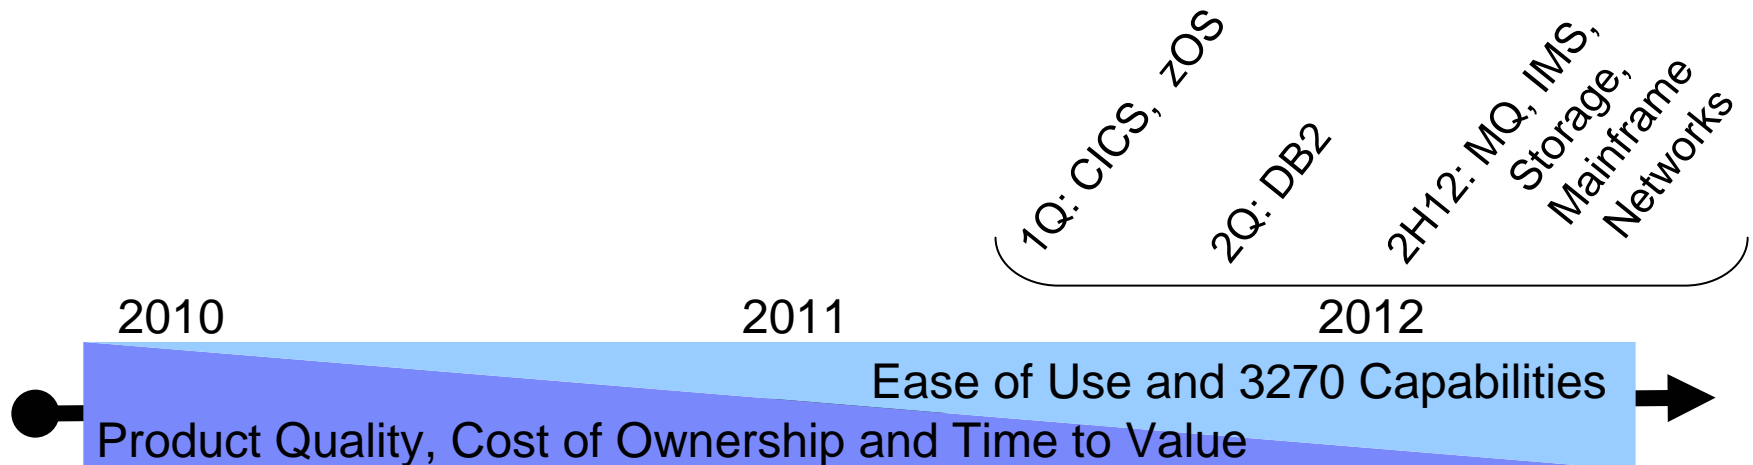 1Q: CICS, zOS
2Q: DB2
2H12: MQ, IMS,
Storage,
Mainframe
Networks
2010
2011
2012
Ease of Use and 3270 Capabilities
Product Quality, Cost of Ownership and Time to Value